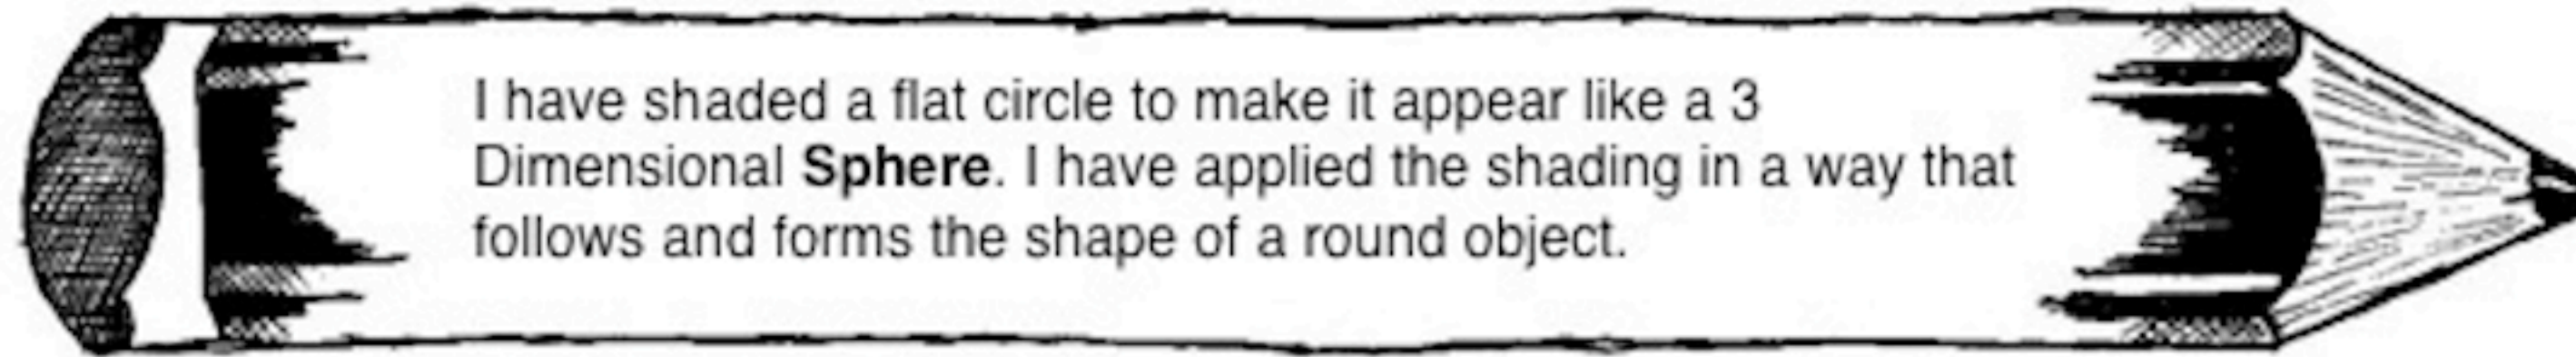 I have shaded a flat circle to make it appear like a 3
Dimensional Sphere. I have applied the shading in a way that
follows and forms the shape of a round object.